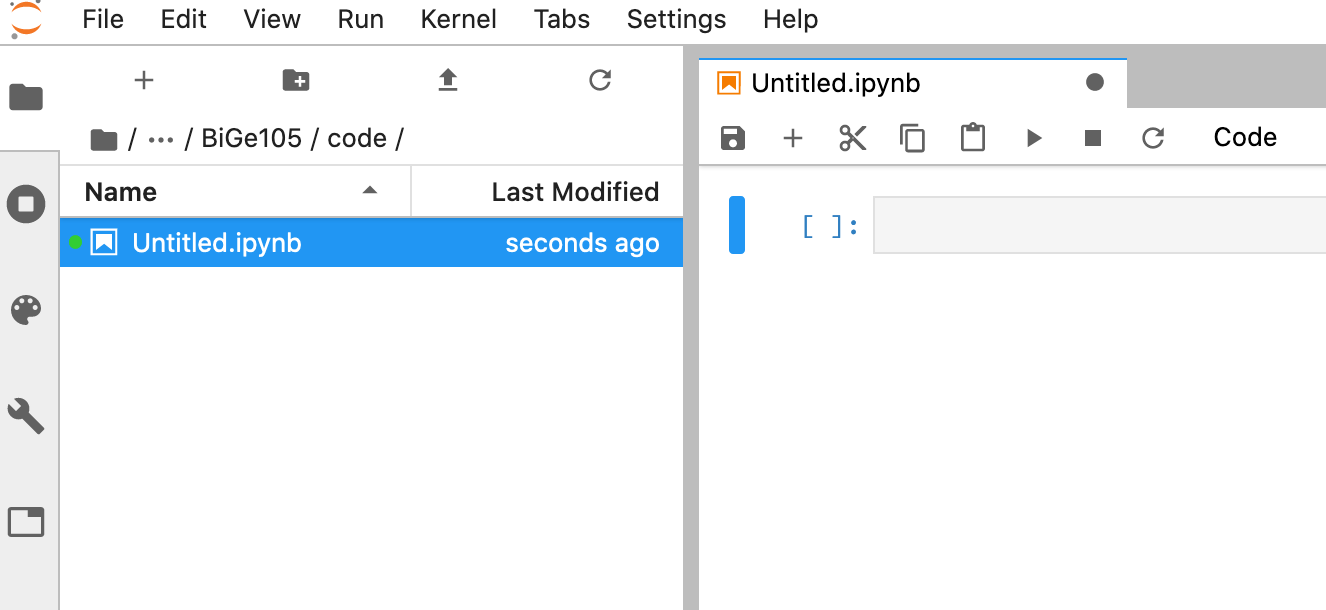 File Edit View Run Kernel Tabs Settings Help
/ ... / BiGe105 / code /
Name Last Modified
Untitled.ipynb seconds ago
Untitled.ipynb
Code
[ ]: